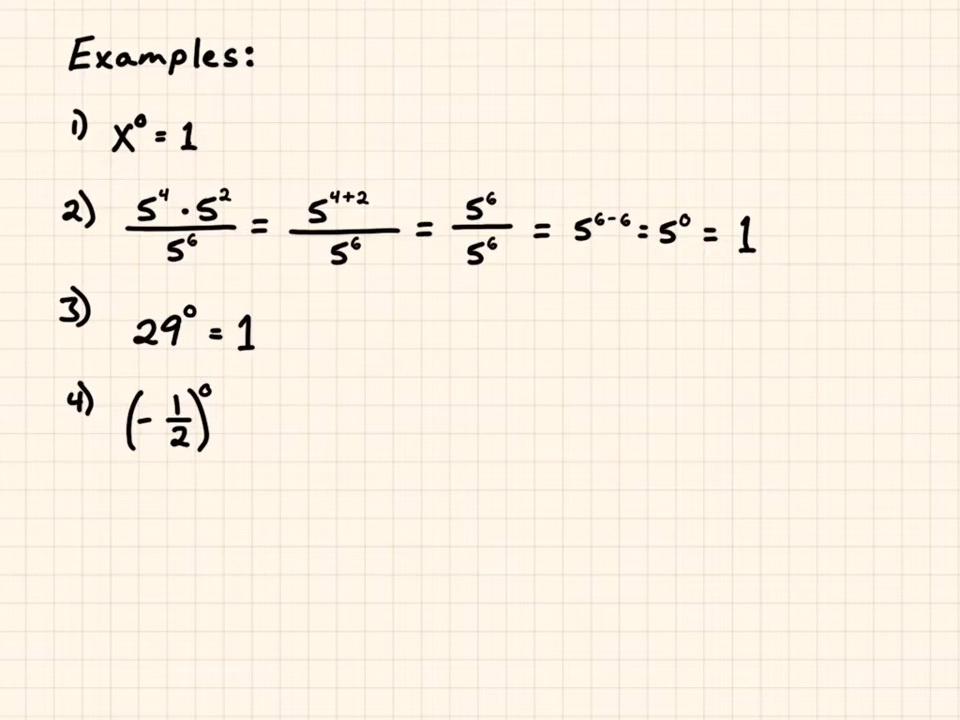 Examples:
1) x⁰ = 1
2) (5⁴ · 5²)/5⁶ = 5⁴⁺²/5⁶ = 5⁶/5⁶ = 5⁶⁻⁶ = 5⁰ = 1
3) 29⁰ = 1
4) (- 1/2)⁰